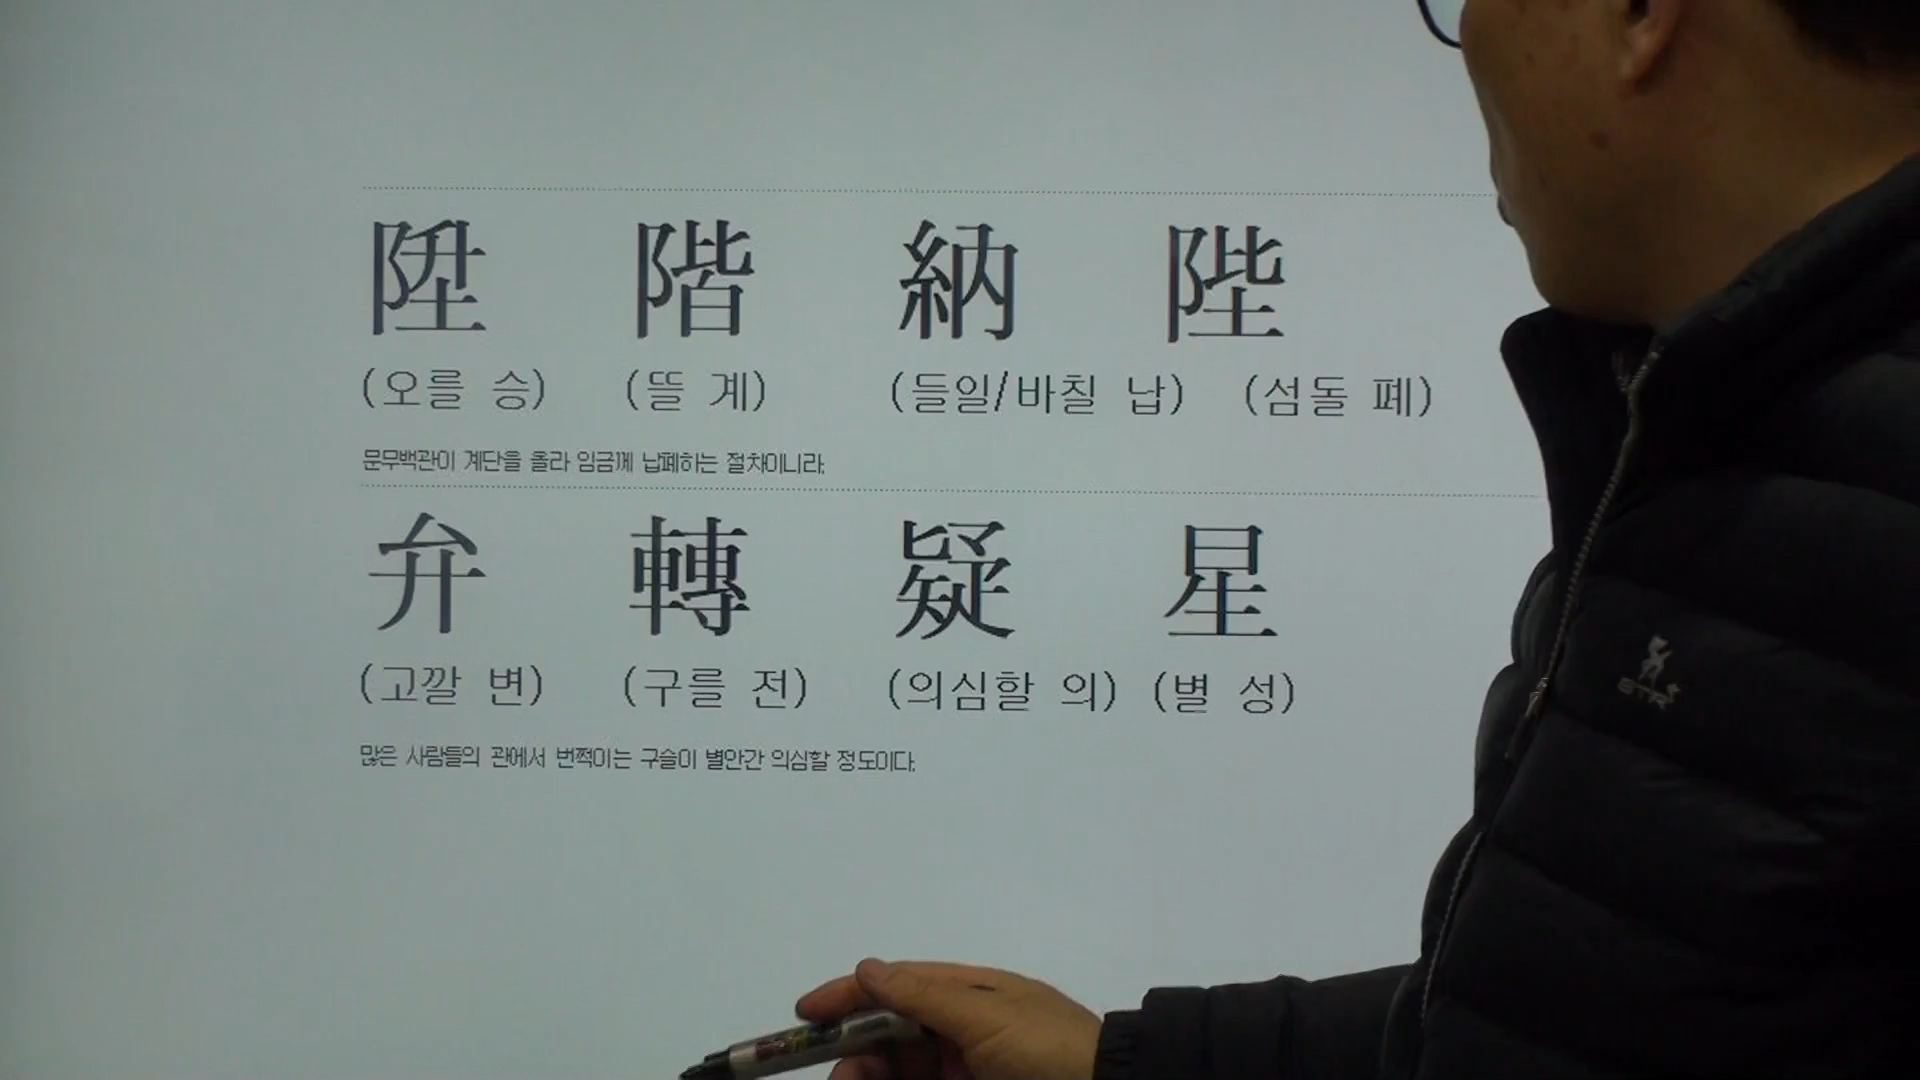 陞 階 納 陛
(오를 승) (뜰 계) (들일/바칠 납) (섬돌 폐)
문무백관이 계단을 올라 임금께 납폐하는 절차이니라.
弁 轉 疑 星
(고깔 변) (구를 전) (의심할 의) (별 성)
많은 사람들의 관에서 번쩍이는 구슬이 별안간 의심할 정도이다.